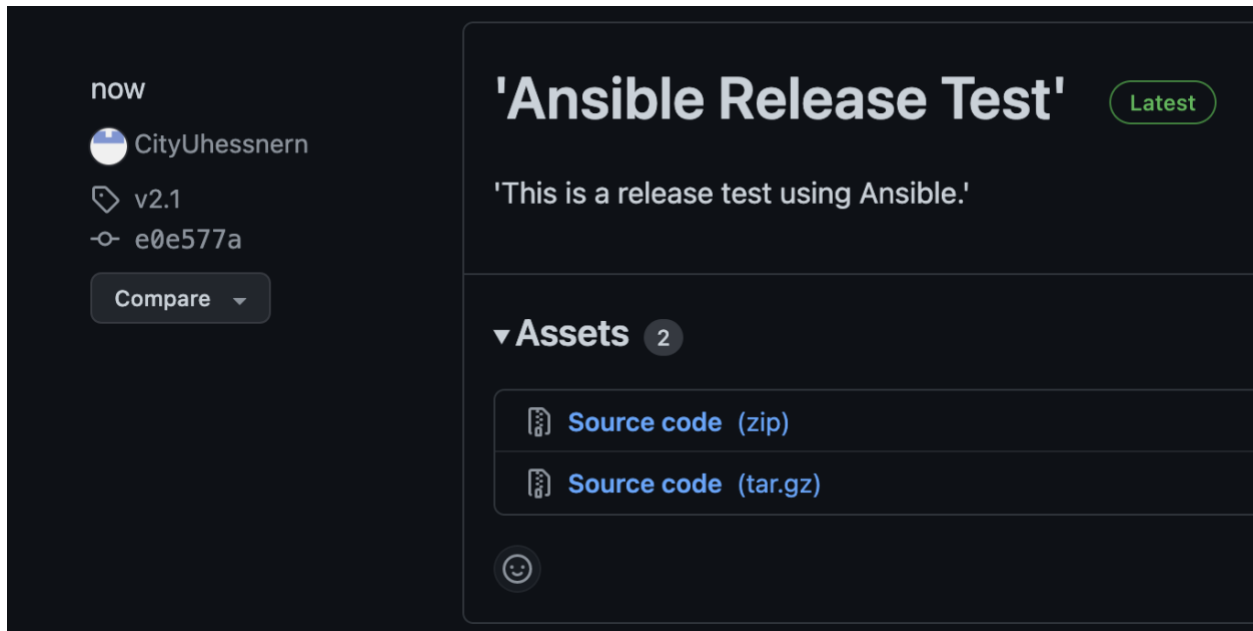 now
CityUhessnern
v2.1
e0e577a
Compare
'Ansible Release Test' Latest
'This is a release test using Ansible.'
Assets 2
Source code (zip)
Source code (tar.gz)